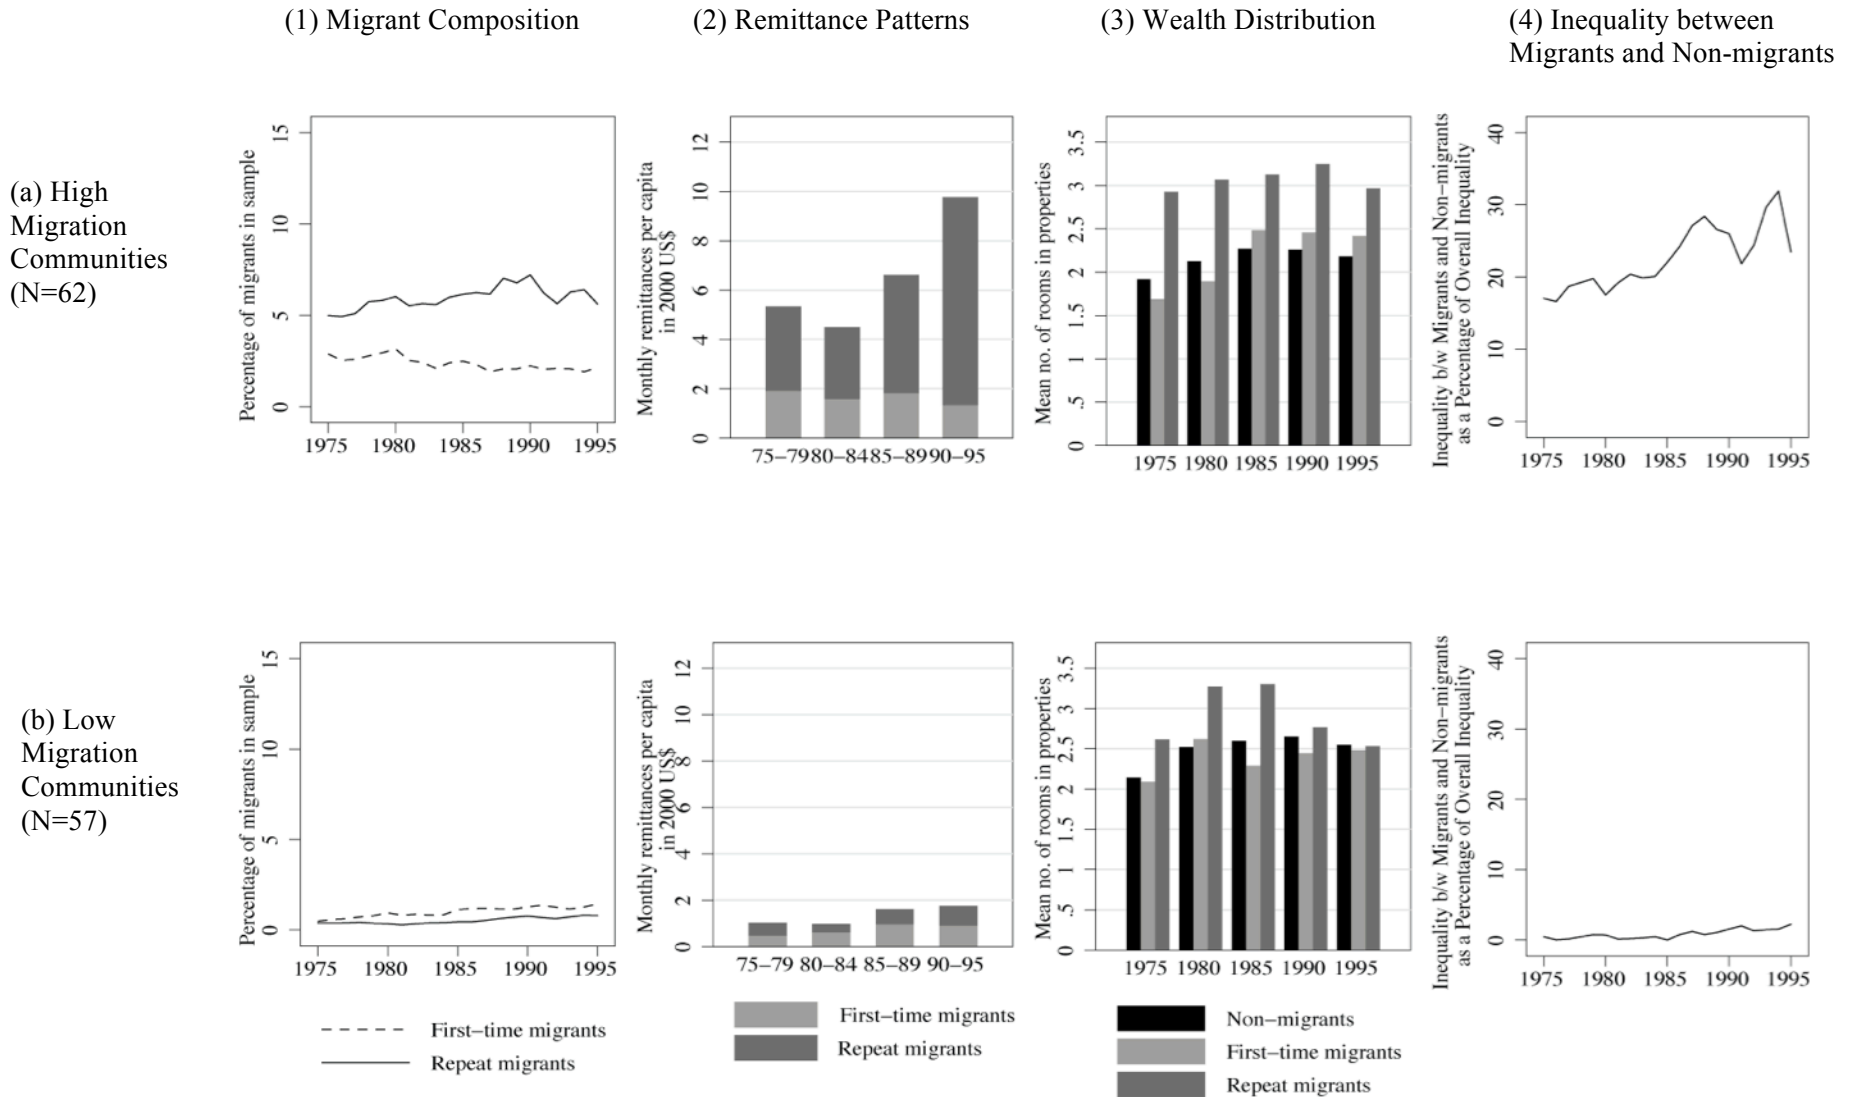 (1) Migrant Composition
(2) Remittance Patterns
(3) Wealth Distribution
(4) Inequality between
Migrants and Non-migrants
(a) High
Migration
Communities
(N=62)
Percentage of migrants in sample
15
10
5
0
1975 1980 1985 1990 1995
Monthly remittances per capita
in 2000 US$
12
10
8
6
4
2
0
75–79 80–84 85–89 90–95
Mean no. of rooms in properties
3.5
3
2.5
2
1.5
1
.5
0
1975 1980 1985 1990 1995
Inequality b/w Migrants and Non–migrants
as a Percentage of Overall Inequality
40
30
20
10
0
1975 1980 1985 1990 1995
(b) Low
Migration
Communities
(N=57)
Percentage of migrants in sample
15
10
5
0
1975 1980 1985 1990 1995
First–time migrants
Repeat migrants
Monthly remittances per capita
in 2000 US$
12
10
8
6
4
2
0
75–79 80–84 85–89 90–95
First–time migrants
Repeat migrants
Mean no. of rooms in properties
3.5
3
2.5
2
1.5
1
.5
0
1975 1980 1985 1990 1995
Non–migrants
First–time migrants
Repeat migrants
Inequality b/w Migrants and Non–migrants
as a Percentage of Overall Inequality
40
30
20
10
0
1975 1980 1985 1990 1995